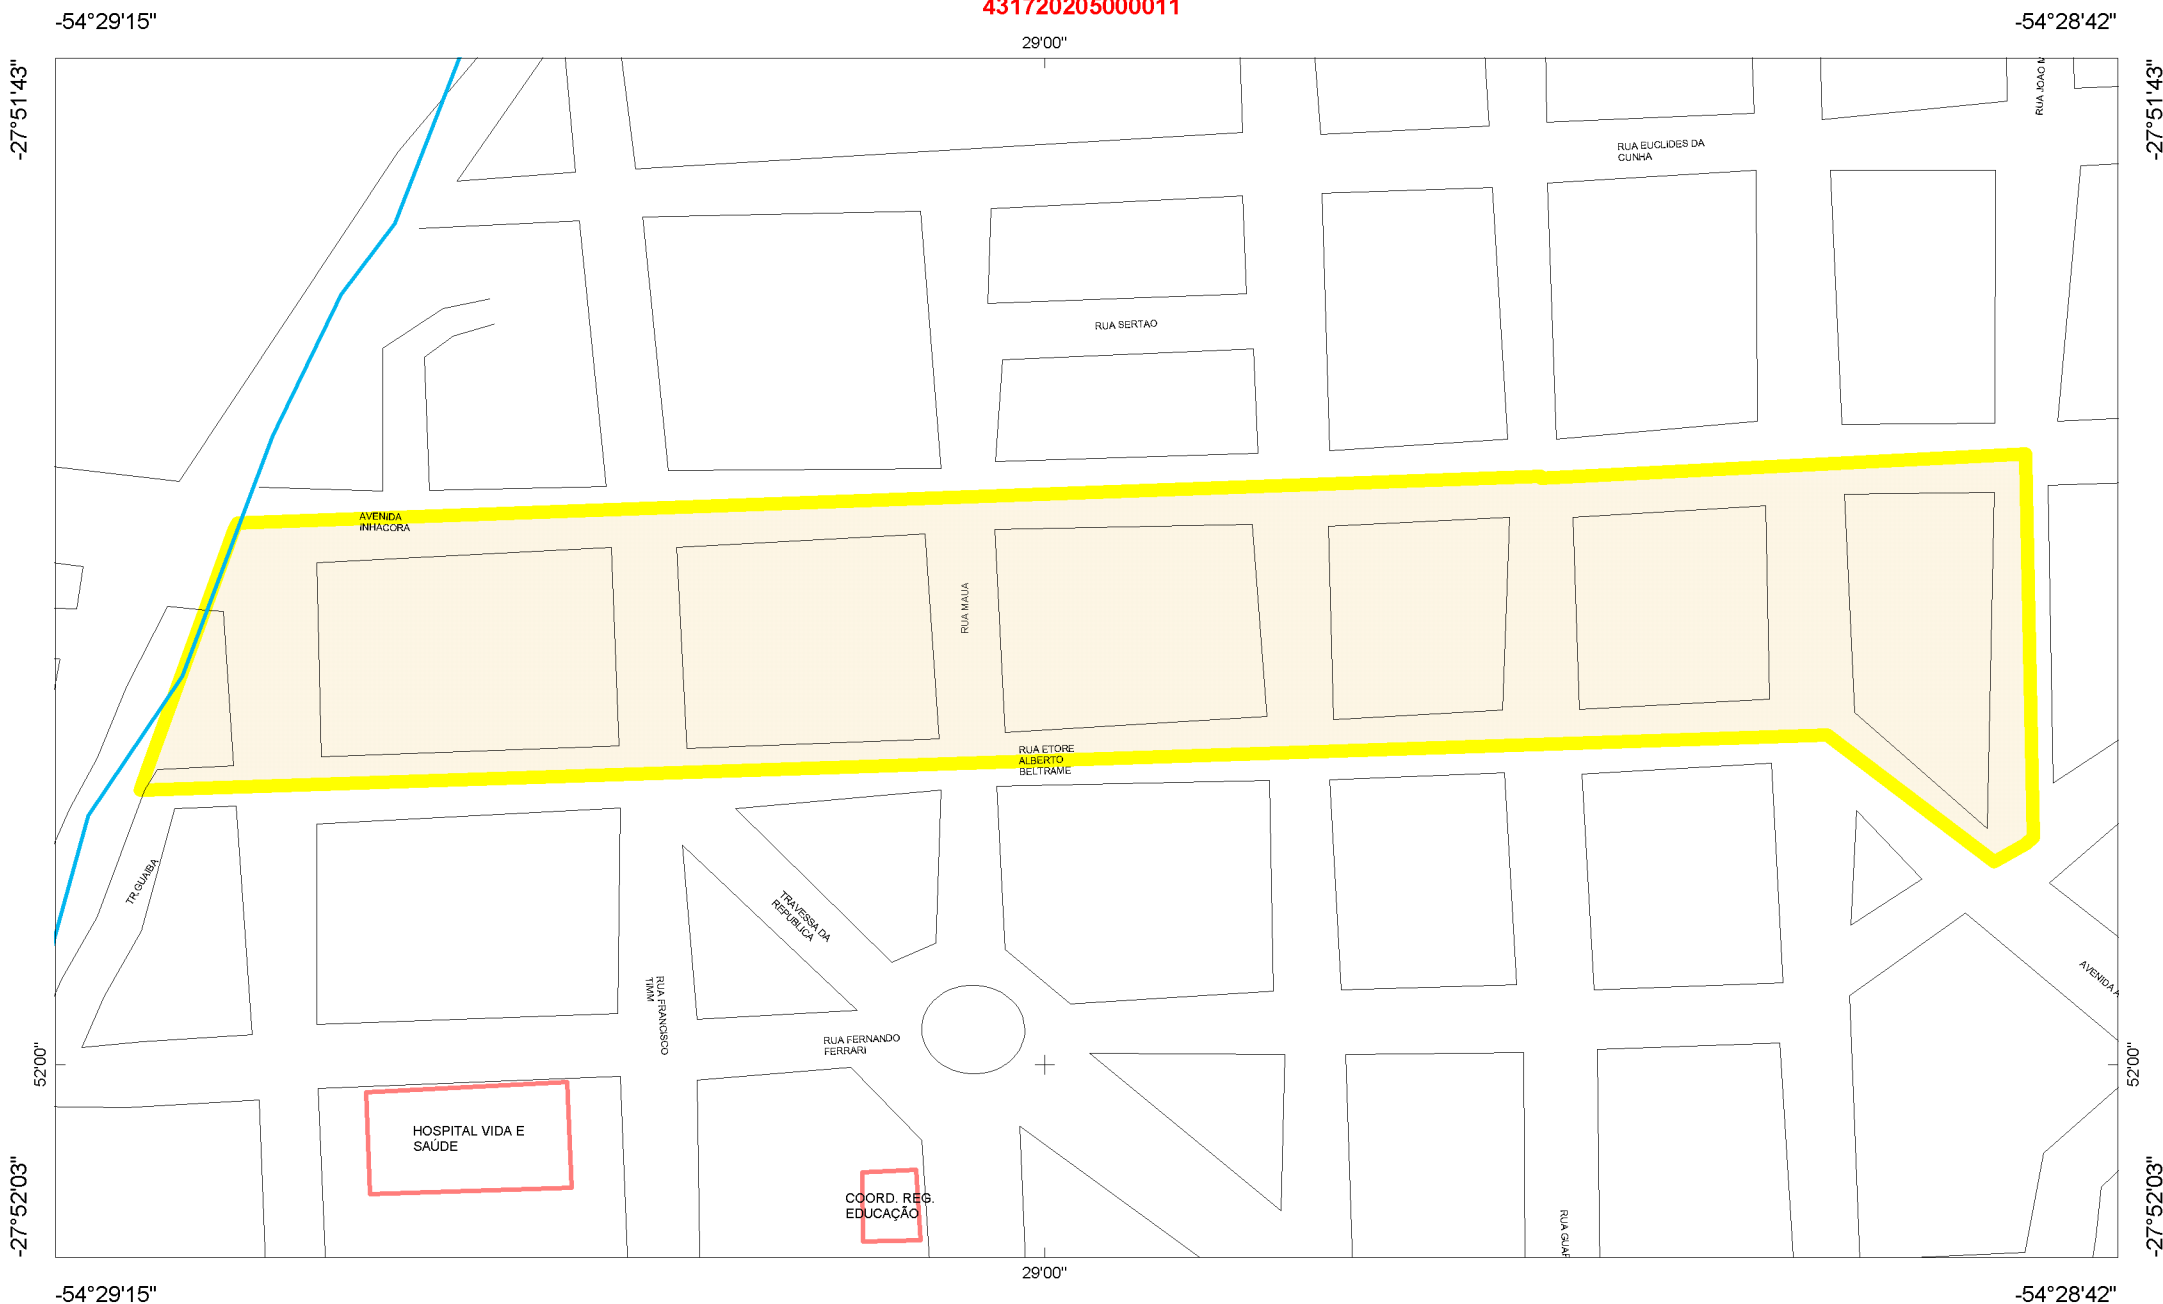 431720205000011
-54°29'15"
-54°28'42"
29'00"
-27°51'43"
-27°51'43"
RUA JOAO
RUA EUCLIDES DA
CUNHA
RUA SERTAO
AVENIDA
INHACORA
RUA MAUA
RUA ETORE
ALBERTO
BELTRAME
TR.GUAIBA
TRAVESSA DA
REPUBLICA
AVENIDA A
RUA FRANCISCO
TIMM
RUA FERNANDO
FERRARI
52'00"
52'00"
HOSPITAL VIDA E
SAÚDE
COORD. REG.
EDUCAÇÃO
RUA
-27°52'03"
-27°52'03"
29'00"
-54°29'15"
-54°28'42"